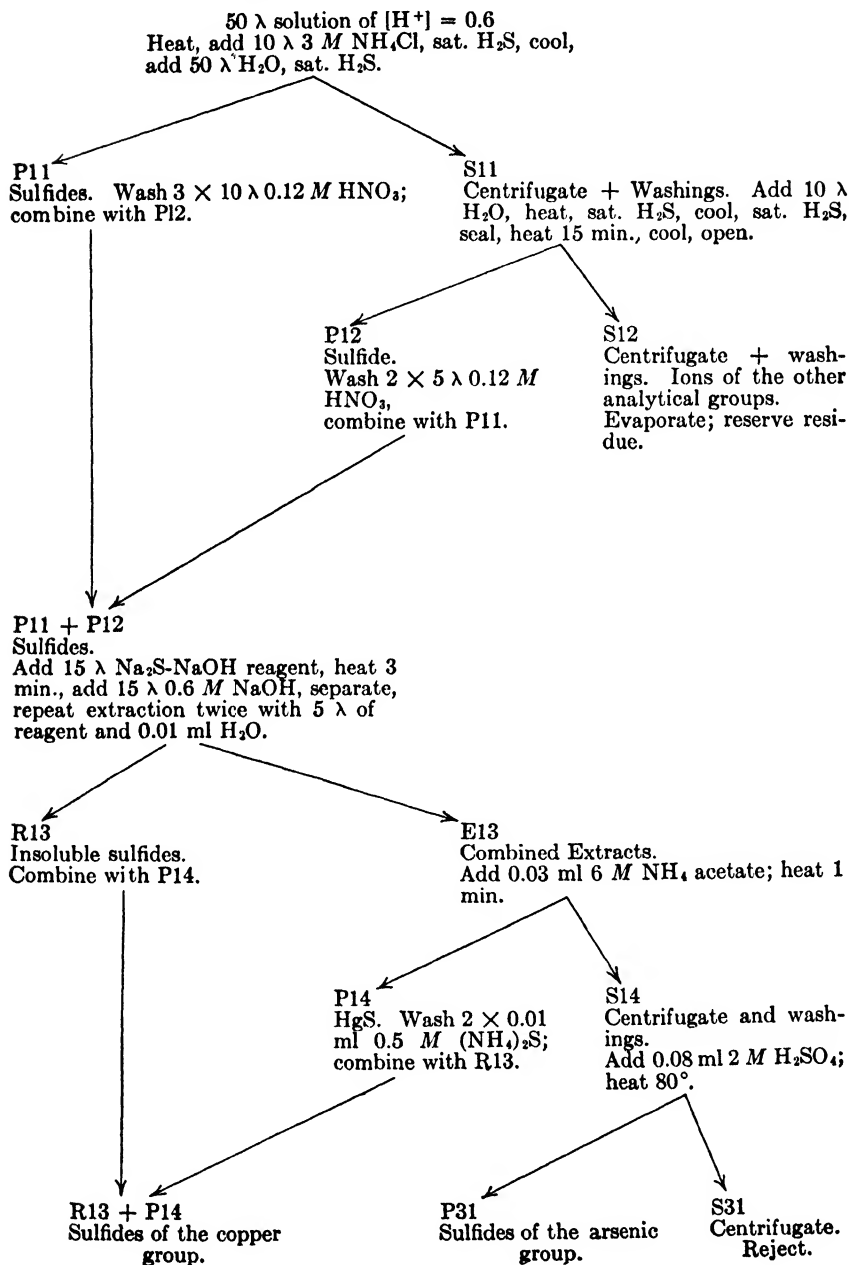 50 λ solution of [H⁺] = 0.6
Heat, add 10 λ 3 M NH₄Cl, sat. H₂S, cool,
add 50 λ H₂O, sat. H₂S.
P11
Sulfides. Wash 3 × 10 λ 0.12 M HNO₃;
combine with P12.
S11
Centrifugate + Washings. Add 10 λ
H₂O, heat, sat. H₂S, cool, sat. H₂S,
seal, heat 15 min., cool, open.
P12
Sulfide.
Wash 2 × 5 λ 0.12 M
HNO₃,
combine with P11.
S12
Centrifugate + wash-
ings. Ions of the other
analytical groups.
Evaporate; reserve resi-
due.
P11 + P12
Sulfides.
Add 15 λ Na₂S-NaOH reagent, heat 3
min., add 15 λ 0.6 M NaOH, separate,
repeat extraction twice with 5 λ of
reagent and 0.01 ml H₂O.
R13
Insoluble sulfides.
Combine with P14.
E13
Combined Extracts.
Add 0.03 ml 6 M NH₄ acetate; heat 1
min.
P14
HgS. Wash 2 × 0.01
ml 0.5 M (NH₄)₂S;
combine with R13.
S14
Centrifugate and wash-
ings.
Add 0.08 ml 2 M H₂SO₄;
heat 80°.
R13 + P14
Sulfides of the copper
group.
P31
Sulfides of the arsenic
group.
S31
Centrifugate.
Reject.